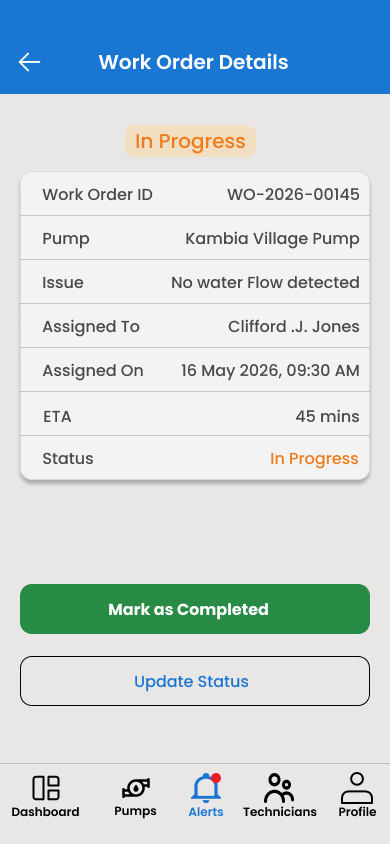 Work Order Details
In Progress
Work Order ID WO-2026-00145
Pump Kambia Village Pump
Issue No water Flow detected
Assigned To Clifford .J. Jones
Assigned On 16 May 2026, 09:30 AM
ETA 45 mins
Status In Progress
Mark as Completed
Update Status
Dashboard Pumps Alerts Technicians Profile